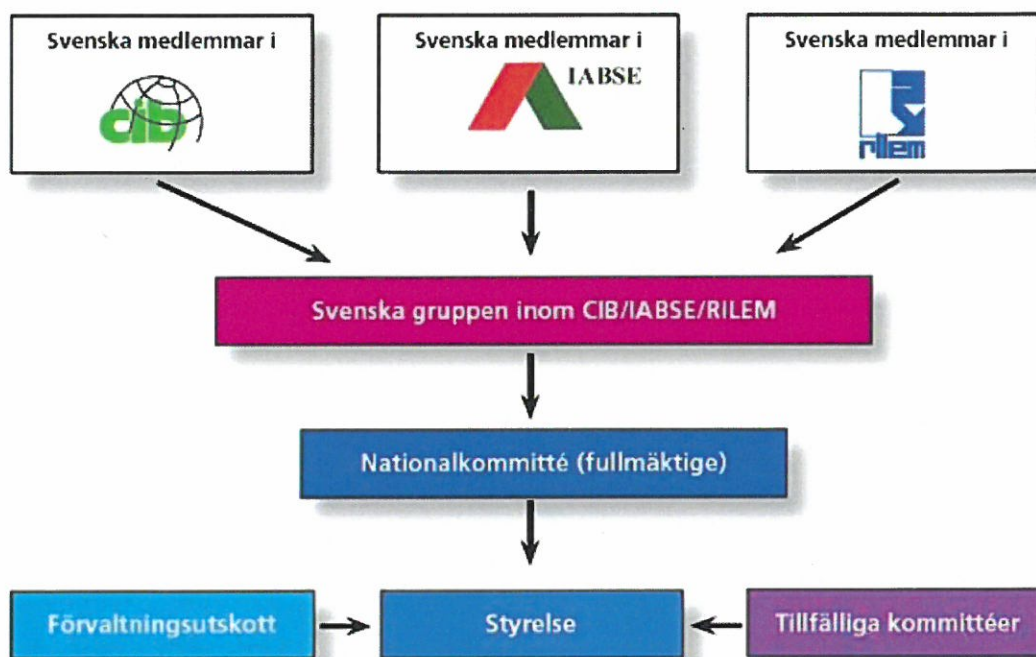 Svenska medlemmar i
cib
Svenska medlemmar i
IABSE
Svenska medlemmar i
rilem
Svenska gruppen inom CIB/IABSE/RILEM
Nationalkommitté (fullmäktige)
Förvaltningsutskott
Styrelse
Tillfälliga kommittéer